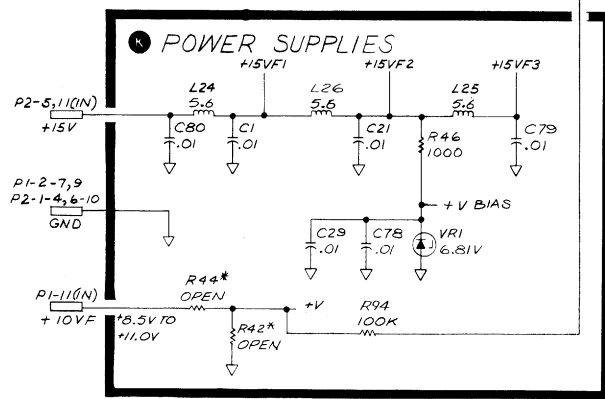 K POWER SUPPLIES
+15VF1
+15VF2
+15VF3
L24
5.6
L26
5.6
L25
5.6
P2-5,11(IN)
+15V
C80
.01
C1
.01
C21
.01
R46
1000
C79
.01
P1-2-7,9
P2-1-4,6-10
GND
+V BIAS
C29
.01
C78
.01
VR1
6.81V
P1-11(IN)
+10VF
+8.5V TO
+11.0V
R44*
OPEN
R42*
OPEN
+V
R94
100K